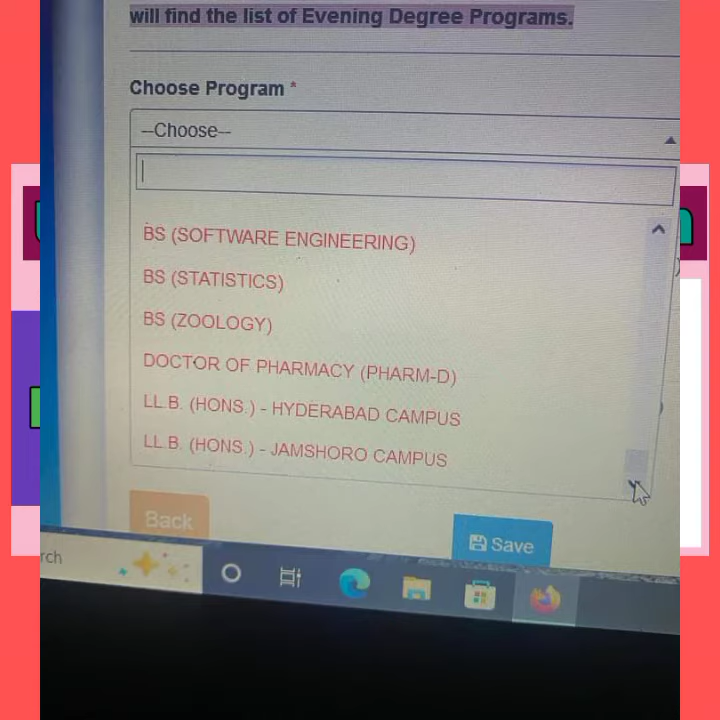 will find the list of Evening Degree Programs.
Choose Program *
--Choose--
BS (SOFTWARE ENGINEERING)
BS (STATISTICS)
BS (ZOOLOGY)
DOCTOR OF PHARMACY (PHARM-D)
LL.B. (HONS.) - HYDERABAD CAMPUS
LL.B. (HONS.) - JAMSHORO CAMPUS
Back
Save
rch